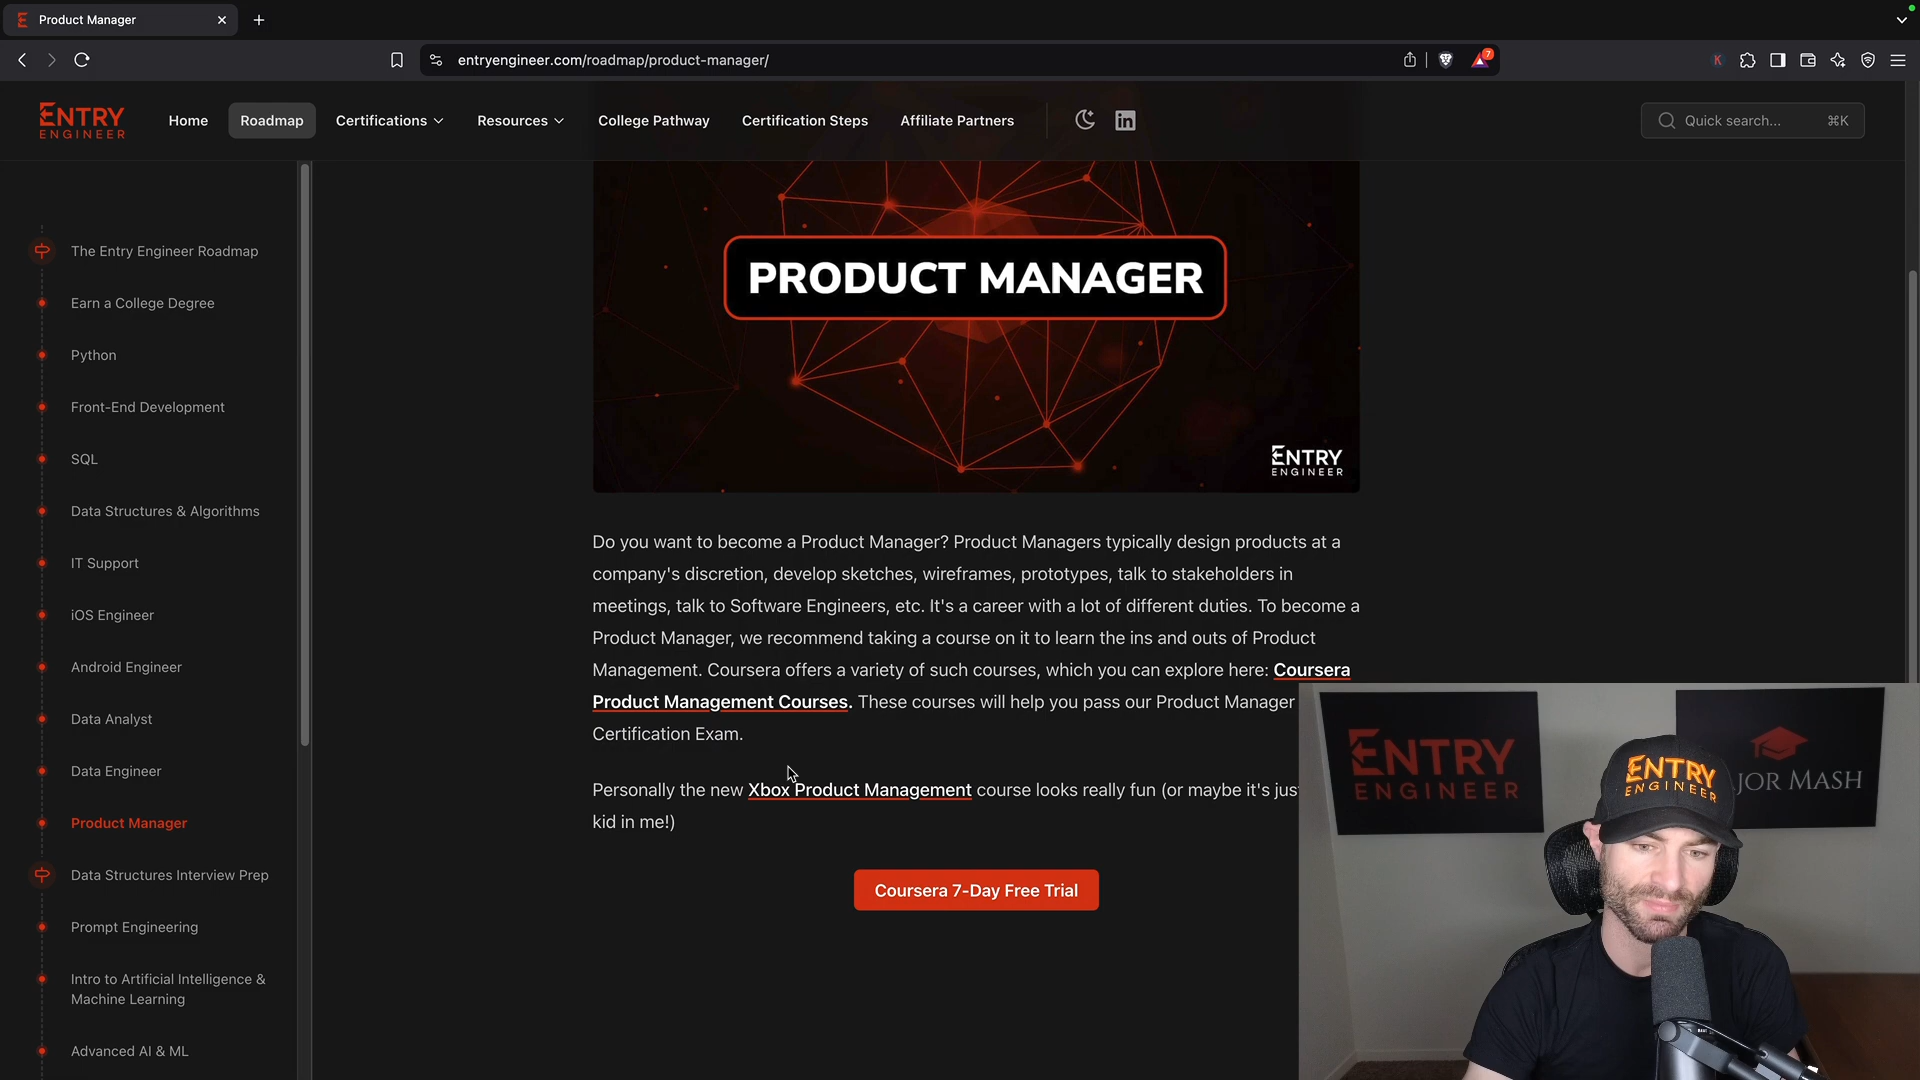 Product Manager
entryengineer.com/roadmap/product-manager/
7
K
ENTRY
ENGINEER
Home
Roadmap
Certifications
Resources
College Pathway
Certification Steps
Affiliate Partners
in
Quick search...
⌘K
The Entry Engineer Roadmap
Earn a College Degree
Python
Front-End Development
SQL
Data Structures & Algorithms
IT Support
iOS Engineer
Android Engineer
Data Analyst
Data Engineer
Product Manager
Data Structures Interview Prep
Prompt Engineering
Intro to Artificial Intelligence &
Machine Learning
Advanced AI & ML
PRODUCT MANAGER
ENTRY
ENGINEER
Do you want to become a Product Manager? Product Managers typically design products at a
company's discretion, develop sketches, wireframes, prototypes, talk to stakeholders in
meetings, talk to Software Engineers, etc. It's a career with a lot of different duties. To become a
Product Manager, we recommend taking a course on it to learn the ins and outs of Product
Management. Coursera offers a variety of such courses, which you can explore here: Coursera
Product Management Courses. These courses will help you pass our Product Manager
Certification Exam.
Personally the new Xbox Product Management course looks really fun (or maybe it's jus
kid in me!)
Coursera 7-Day Free Trial
ENTRY
ENGINEER
JOR MASH
ENTRY
ENGINEER